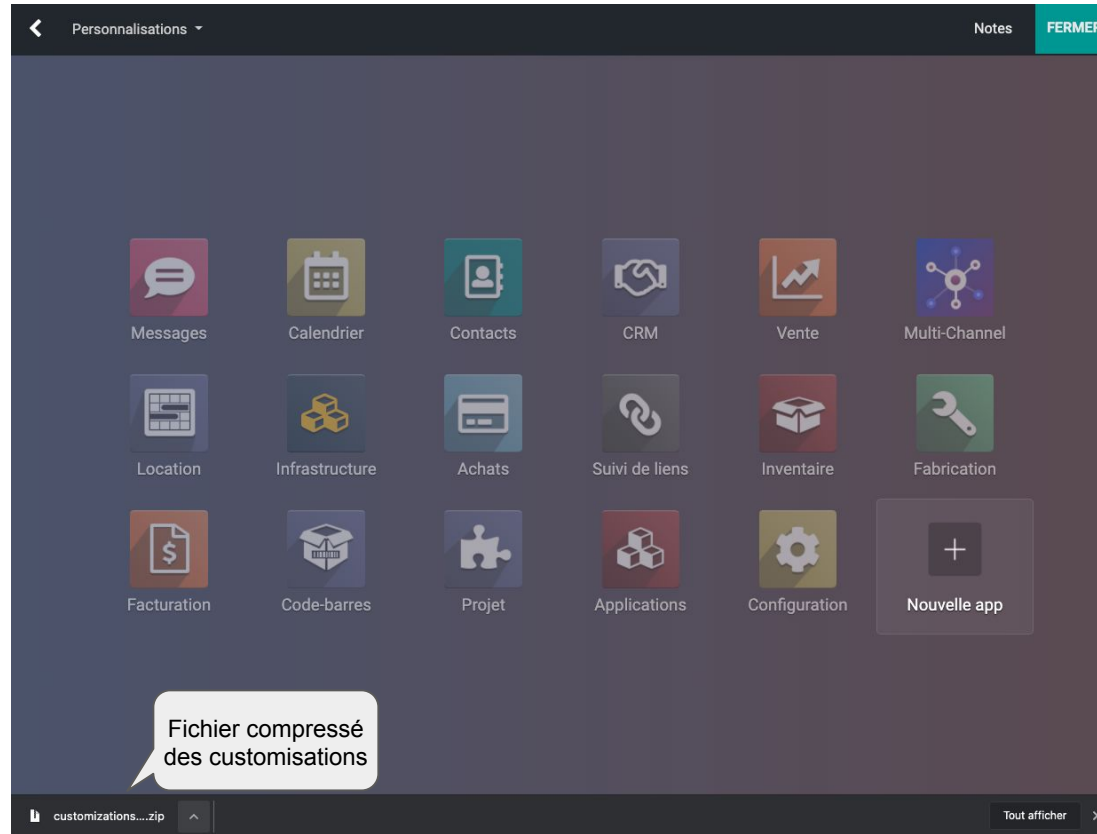 Personnalisations
Notes
FERMER
Messages
Calendrier
Contacts
CRM
Vente
Multi-Channel
Location
Infrastructure
Achats
Suivi de liens
Inventaire
Fabrication
Facturation
Code-barres
Projet
Applications
Configuration
Nouvelle app
Fichier compressé
des customisations
customizations....zip
Tout afficher